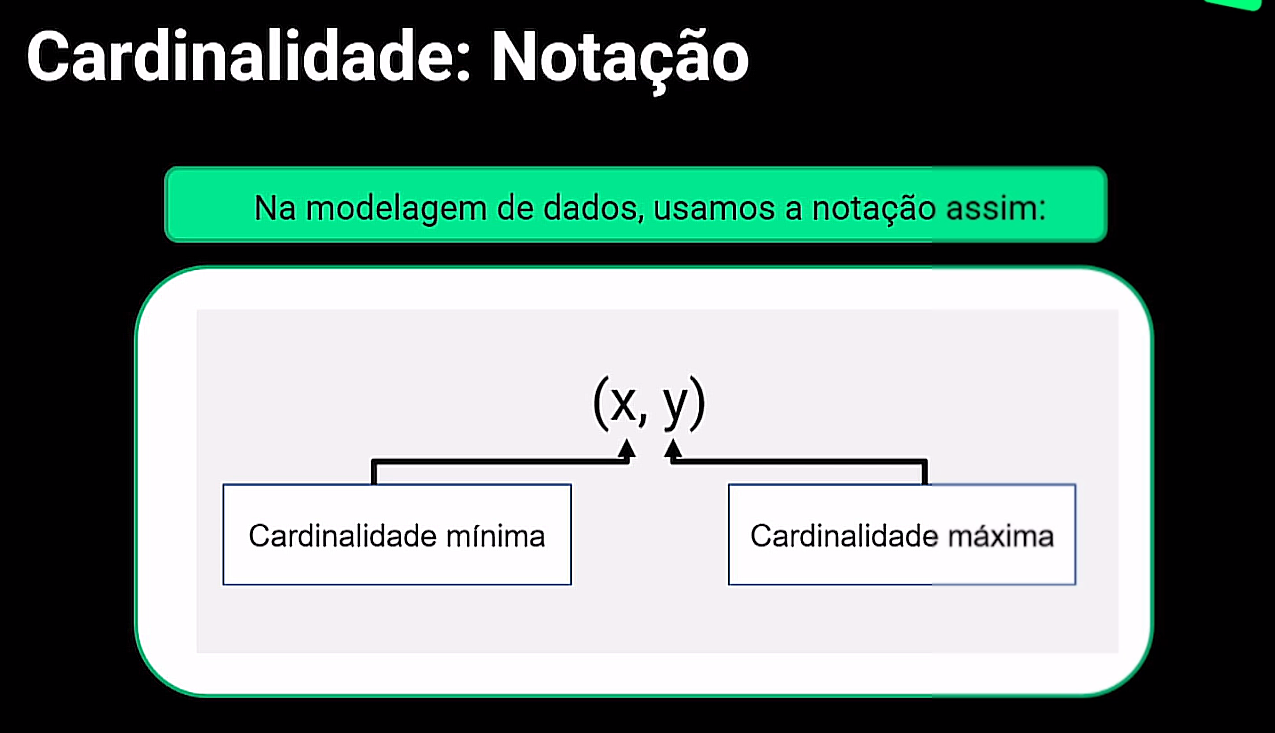 Cardinalidade: Notação
Na modelagem de dados, usamos a notação assim:
(x, y)
Cardinalidade mínima
Cardinalidade máxima